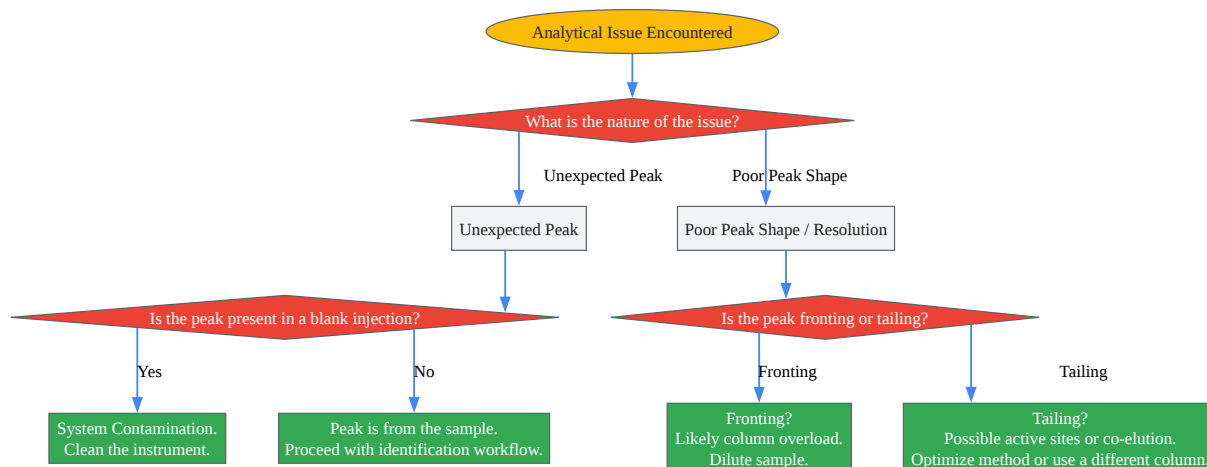 Analytical Issue Encountered
What is the nature of the issue?
Unexpected Peak
Poor Peak Shape
Unexpected Peak
Poor Peak Shape / Resolution
Is the peak present in a blank injection?
Is the peak fronting or tailing?
Yes
No
Fronting
Tailing
System Contamination.
Clean the instrument.
Peak is from the sample.
Proceed with identification workflow.
Fronting?
Likely column overload.
Dilute sample.
Tailing?
Possible active sites or co-elution.
Optimize method or use a different column.